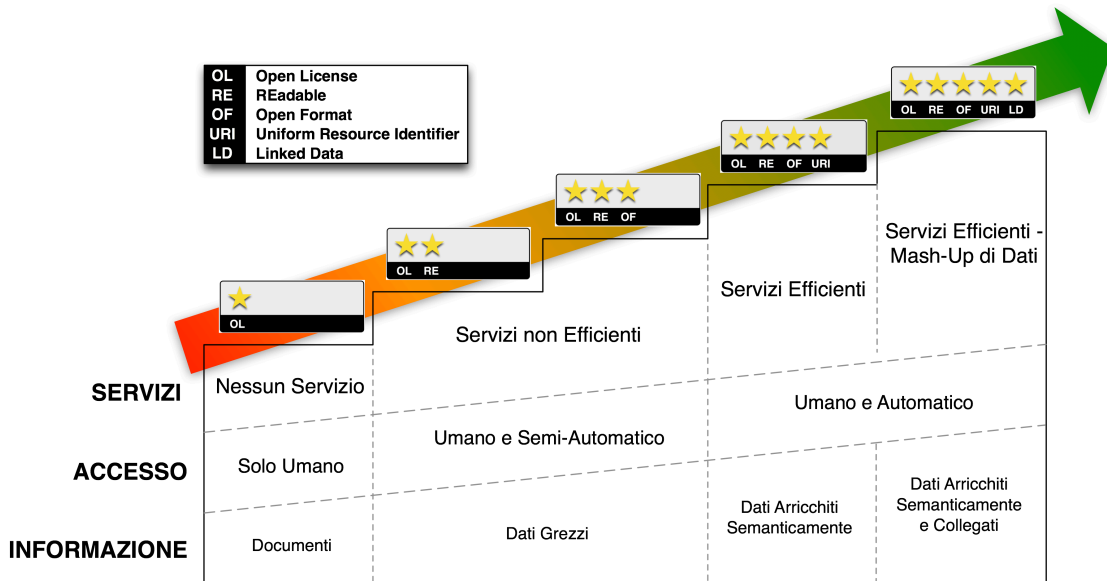 OL Open License
RE REadable
OF Open Format
URI Uniform Resource Identifier
LD Linked Data
OL RE OF URI LD
OL RE OF URI
OL RE OF
OL RE
OL
Servizi Efficienti -
Mash-Up di Dati
Servizi Efficienti
Servizi non Efficienti
SERVIZI
Nessun Servizio
Umano e Automatico
Umano e Semi-Automatico
ACCESSO
Solo Umano
Dati Arricchiti
Semanticamente
e Collegati
Dati Arricchiti
Semanticamente
Dati Grezzi
INFORMAZIONE
Documenti